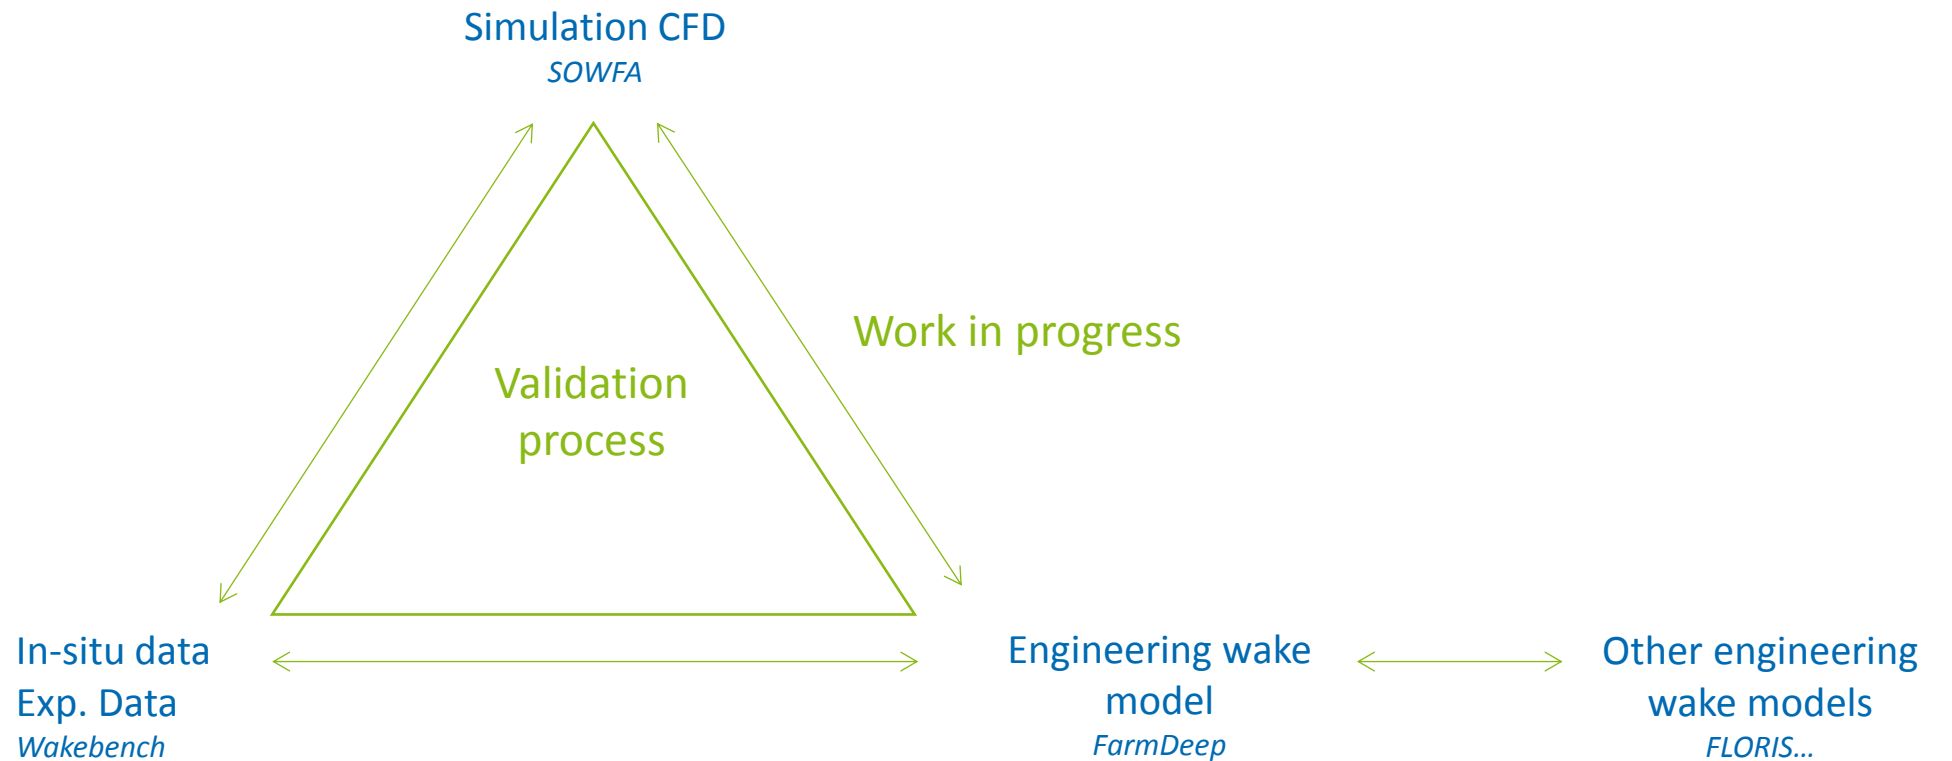 Simulation CFD
SOWFA
Work in progress
Validation
process
In-situ data
Exp. Data
Wakebench
Engineering wake
model
FarmDeep
Other engineering
wake models
FLORIS...